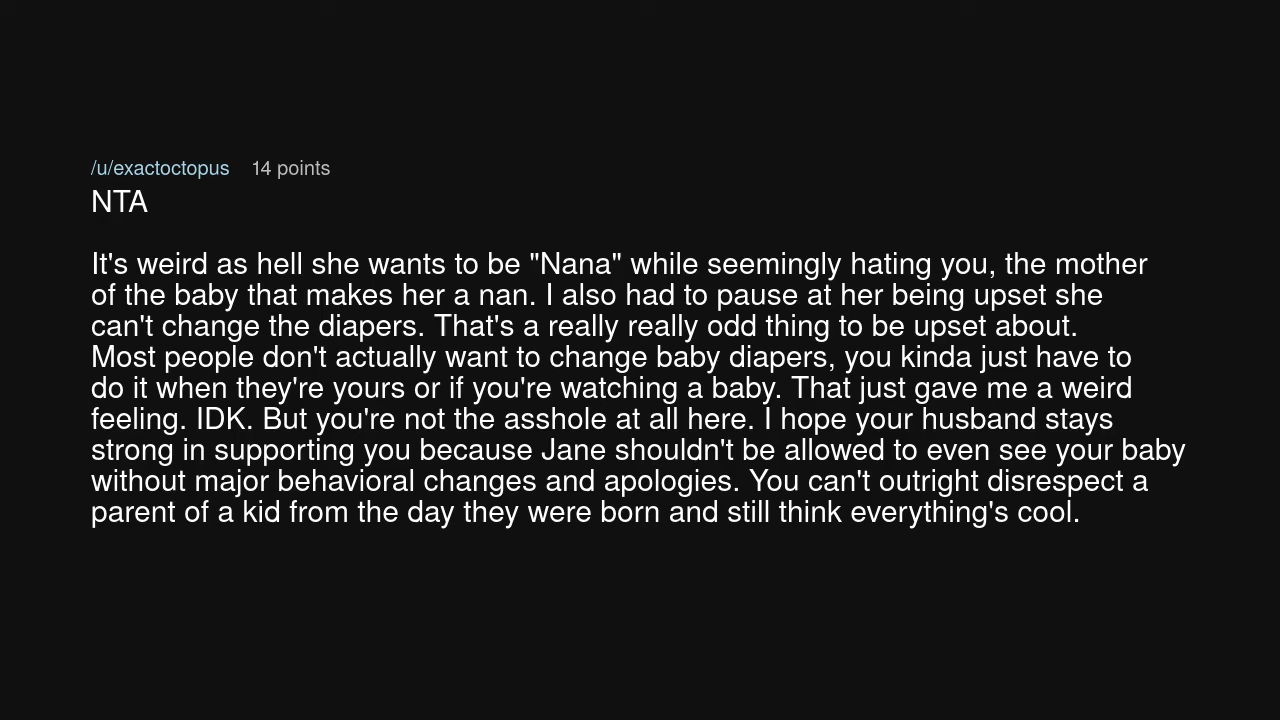 /u/exactoctopus 14 points
NTA
It's weird as hell she wants to be "Nana" while seemingly hating you, the mother
of the baby that makes her a nan. I also had to pause at her being upset she
can't change the diapers. That's a really really odd thing to be upset about.
Most people don't actually want to change baby diapers, you kinda just have to
do it when they're yours or if you're watching a baby. That just gave me a weird
feeling. IDK. But you're not the asshole at all here. I hope your husband stays
strong in supporting you because Jane shouldn't be allowed to even see your baby
without major behavioral changes and apologies. You can't outright disrespect a
parent of a kid from the day they were born and still think everything's cool.